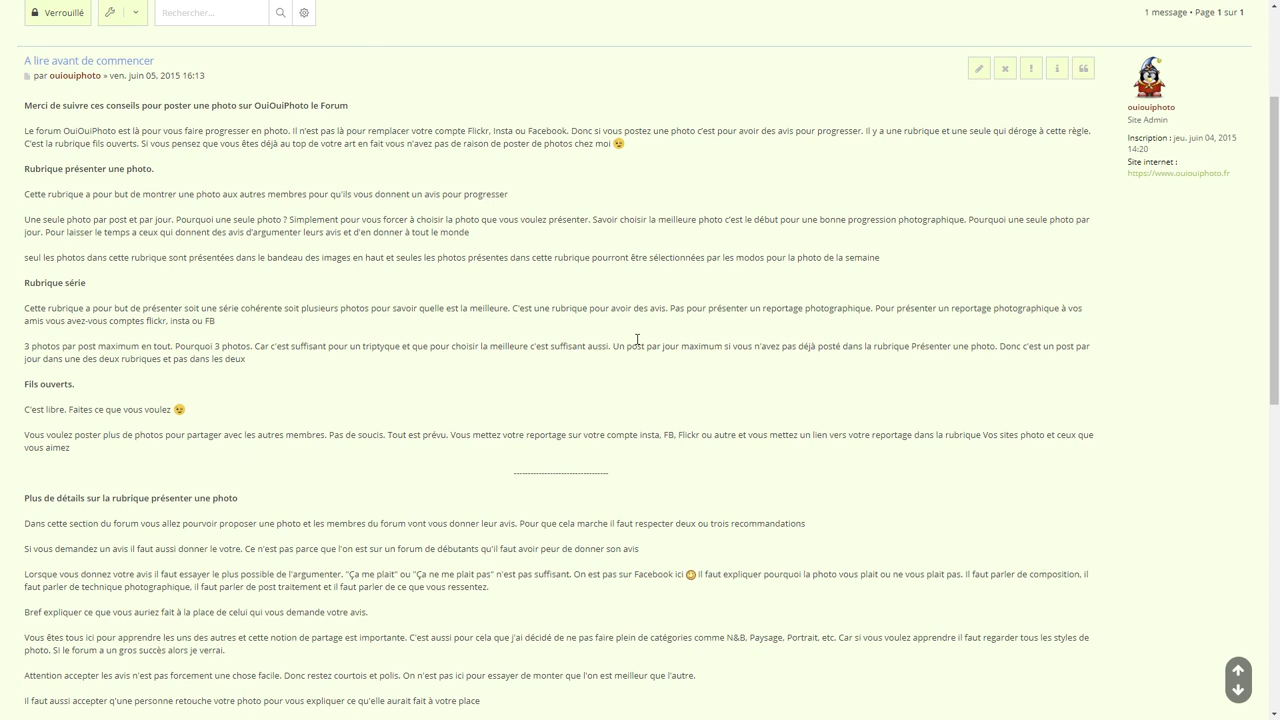 Verrouillé
Rechercher...
1 message • Page 1 sur 1
A lire avant de commencer
par ouiouiphoto » ven. juin 05, 2015 16:13
Merci de suivre ces conseils pour poster une photo sur OuiOuiPhoto le Forum
Le forum OuiOuiPhoto est là pour vous faire progresser en photo. Il n’est pas là pour remplacer votre compte Flickr, Insta ou Facebook. Donc si vous postez une photo c’est pour avoir des avis pour progresser. Il y a une rubrique et une seule qui déroge à cette règle.
C’est la rubrique fils ouverts. Si vous pensez que vous êtes déjà au top de votre art en fait vous n’avez pas de raison de poster de photos chez moi 😉
Rubrique présenter une photo.
Cette rubrique a pour but de montrer une photo aux autres membres pour qu'ils vous donnent un avis pour progresser
Une seule photo par post et par jour. Pourquoi une seule photo ? Simplement pour vous forcer à choisir la photo que vous voulez présenter. Savoir choisir la meilleure photo c’est le début pour une bonne progression photographique. Pourquoi une seule photo par
jour. Pour laisser le temps a ceux qui donnent des avis d’argumenter leurs avis et d'en donner à tout le monde
seul les photos dans cette rubrique sont présentées dans le bandeau des images en haut et seules les photos présentes dans cette rubrique pourront être sélectionnées par les modos pour la photo de la semaine
Rubrique série
Cette rubrique a pour but de présenter soit une série cohérente soit plusieurs photos pour savoir quelle est la meilleure. C'est une rubrique pour avoir des avis. Pas pour présenter un reportage photographique. Pour présenter un reportage photographique à vos
amis vous avez-vous comptes flickr, insta ou FB
3 photos par post maximum en tout. Pourquoi 3 photos. Car c'est suffisant pour un triptyque et que pour choisir la meilleure c'est suffisant aussi. Un post par jour maximum si vous n'avez pas déjà posté dans la rubrique Présenter une photo. Donc c'est un post par
jour dans une des deux rubriques et pas dans les deux
Fils ouverts.
C'est libre. Faites ce que vous voulez 😉
Vous voulez poster plus de photos pour partager avec les autres membres. Pas de soucis. Tout est prévu. Vous mettez votre reportage sur votre compte insta, FB, Flickr ou autre et vous mettez un lien vers votre reportage dans la rubrique Vos sites photo et ceux que
vous aimez
---------------------------------
Plus de détails sur la rubrique présenter une photo
Dans cette section du forum vous allez pourvoir proposer une photo et les membres du forum vont vous donner leur avis. Pour que cela marche il faut respecter deux ou trois recommandations
Si vous demandez un avis il faut aussi donner le votre. Ce n'est pas parce que l'on est sur un forum de débutants qu'il faut avoir peur de donner son avis
Lorsque vous donnez votre avis il faut essayer le plus possible de l'argumenter. "Ça me plait" ou "Ça ne me plait pas" n'est pas suffisant. On est pas sur Facebook ici Il faut expliquer pourquoi la photo vous plait ou ne vous plait pas. Il faut parler de composition, il
faut parler de technique photographique, il faut parler de post traitement et il faut parler de ce que vous ressentez.
Bref expliquer ce que vous auriez fait à la place de celui qui vous demande votre avis.
Vous êtes tous ici pour apprendre les uns des autres et cette notion de partage est importante. C'est aussi pour cela que j'ai décidé de ne pas faire plein de catégories comme N&B, Paysage, Portrait, etc. Car si vous voulez apprendre il faut regarder tous les styles de
photo. Si le forum a un gros succès alors je verrai.
Attention accepter les avis n'est pas forcement une chose facile. Donc restez courtois et polis. On n'est pas ici pour essayer de monter que l'on est meilleur que l'autre.
Il faut aussi accepter q'une personne retouche votre photo pour vous expliquer ce qu'elle aurait fait à votre place
ouiouiphoto
Site Admin
Inscription : jeu. juin 04, 2015
14:20
Site internet :
https://www.ouiouiphoto.fr